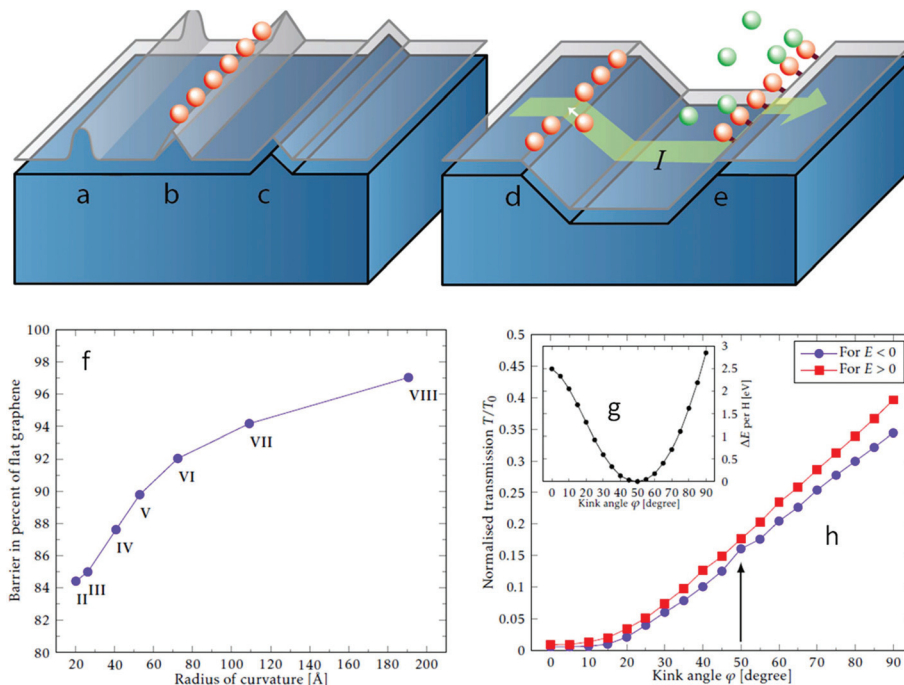 a
b
c
d
I
e
f
Barrier in percent of flat graphene
100
98
96
94
92
90
88
86
84
82
80
II
III
IV
V
VI
VII
VIII
20 40 60 80 100 120 140 160 180 200
Radius of curvature [Å]
Normalised transmission T/T₀
0.5
0.45
0.4
0.35
0.3
0.25
0.2
0.15
0.1
0.05
0
g
3
2.5
2
1.5
1
0.5
0
ΔE per H [eV]
0 10 20 30 40 50 60 70 80 90
Kink angle φ [degree]
For E < 0
For E > 0
h
0 10 20 30 40 50 60 70 80 90
Kink angle φ [degree]